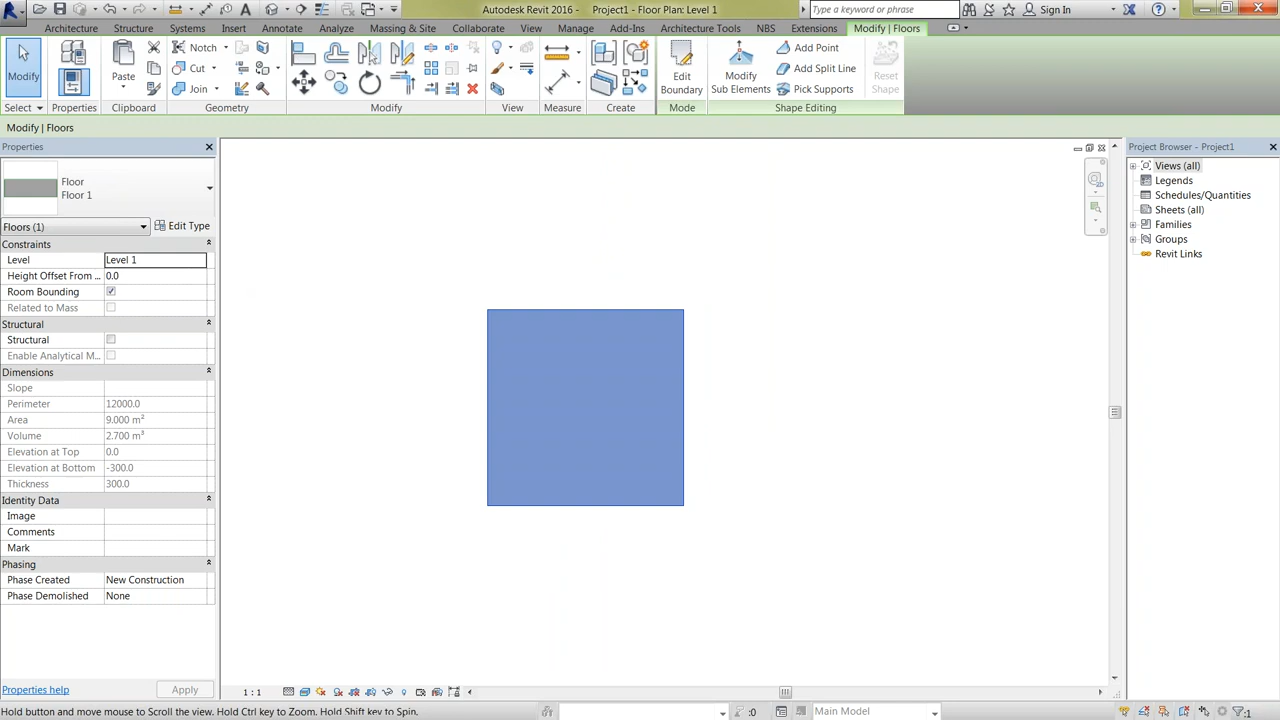 Autodesk Revit 2016 - Project1 - Floor Plan: Level 1
Type a keyword or phrase
Sign In
Architecture Structure Systems Insert Annotate Analyze Massing & Site Collaborate View Manage Add-Ins Architecture Tools NBS Extensions Modify | Floors
Modify
Paste
Notch
Cut
Join
Edit
Boundary
Modify
Sub Elements
Add Point
Add Split Line
Pick Supports
Reset
Shape
Select Properties Clipboard Geometry Modify View Measure Create Mode Shape Editing
Modify | Floors
Properties
Floor
Floor 1
Floors (1)
Edit Type
Constraints
Level Level 1
Height Offset From ... 0.0
Room Bounding
Related to Mass
Structural
Structural
Enable Analytical M...
Dimensions
Slope
Perimeter 12000.0
Area 9.000 m²
Volume 2.700 m³
Elevation at Top 0.0
Elevation at Bottom -300.0
Thickness 300.0
Identity Data
Image
Comments
Mark
Phasing
Phase Created New Construction
Phase Demolished None
Properties help
Apply
2D
1 : 1
Project Browser - Project1
Views (all)
Legends
Schedules/Quantities
Sheets (all)
Families
Groups
Revit Links
Hold button and move mouse to Scroll the view. Hold Ctrl key to Zoom. Hold Shift key to Spin.
:0
Main Model
:1